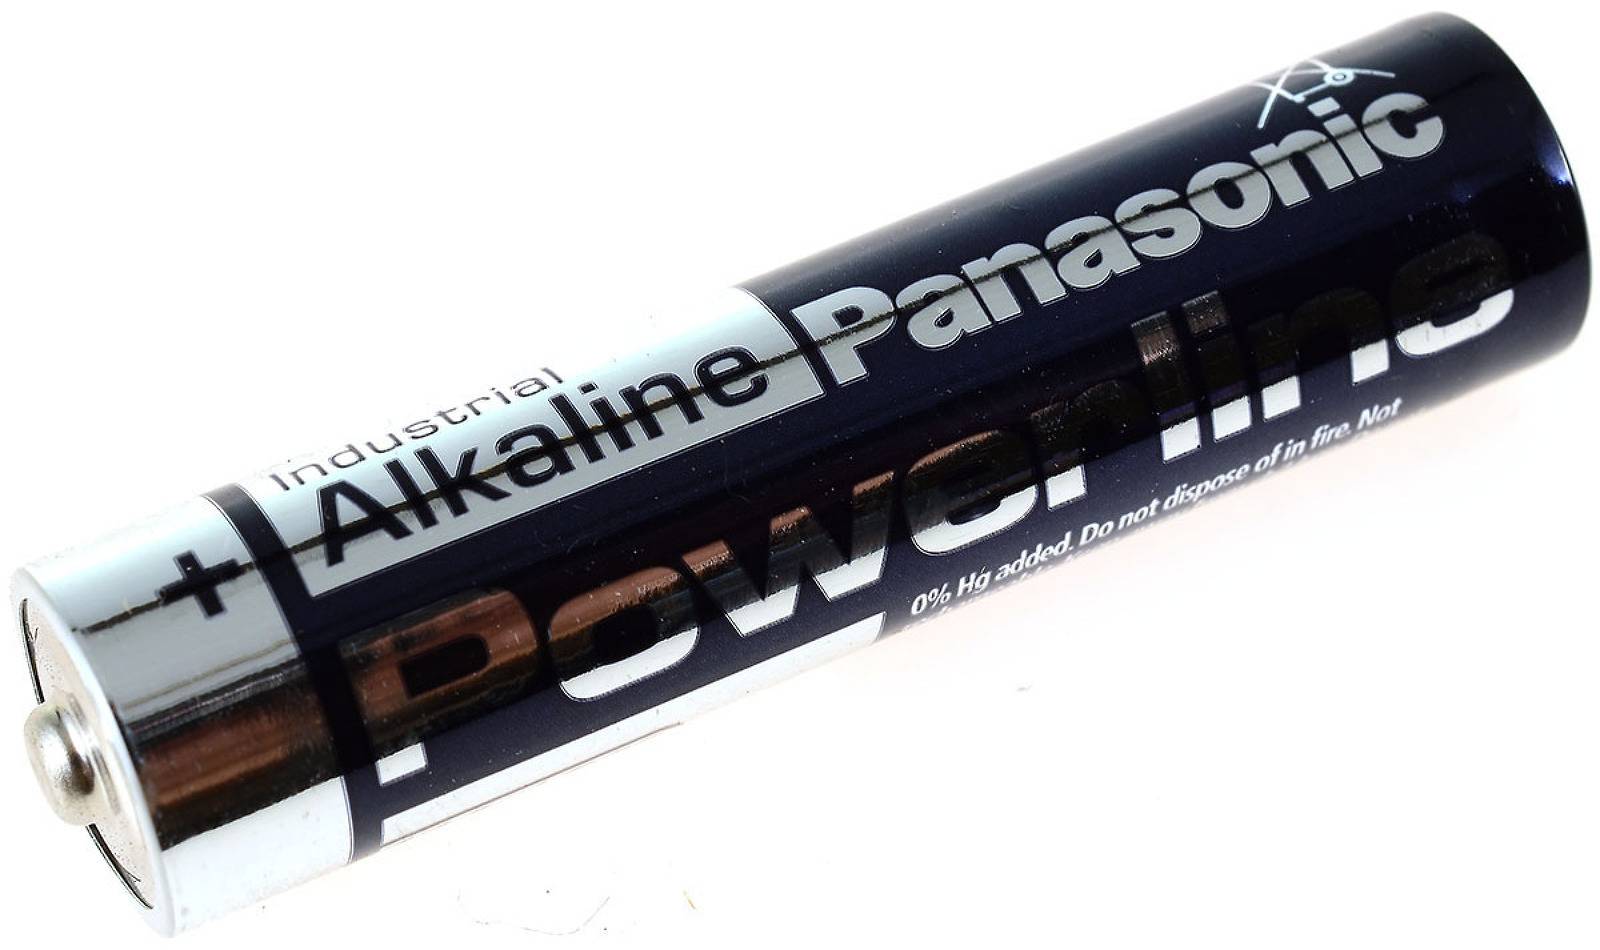 Industrial
+ Alkaline Panasonic
Powerline
0% Hg added. Do not dispose of in fire. Not